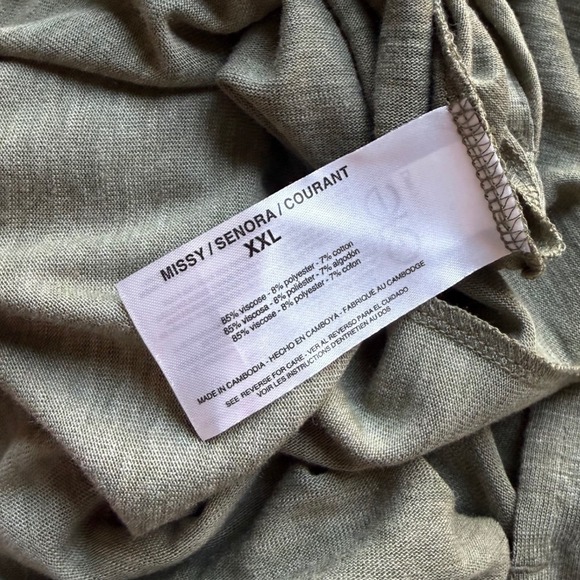 MISSY / SENORA / COURANT
XXL
85% viscose - 8% polyester - 7% cotton
85% viscosa - 8% poliéster - 7% algodón
85% viscose - 8% polyester - 7% coton
MADE IN CAMBODIA - HECHO EN CAMBOYA - FABRIQUÉ AU CAMBODGE
SEE REVERSE FOR CARE - VER AL REVERSO PARA EL CUIDADO
VOIR LES INSTRUCTIONS D'ENTRETIEN AU DOS